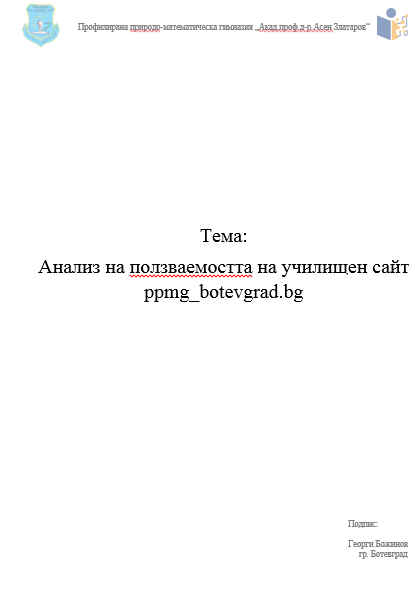 Профилирана природо-математическа гимназия „Акад.проф.д-р.Асен Златаров“
Тема:
Анализ на ползваемостта на училищен сайт
ppmg_botevgrad.bg
Подпис:
Георги Божинов
гр. Ботевград